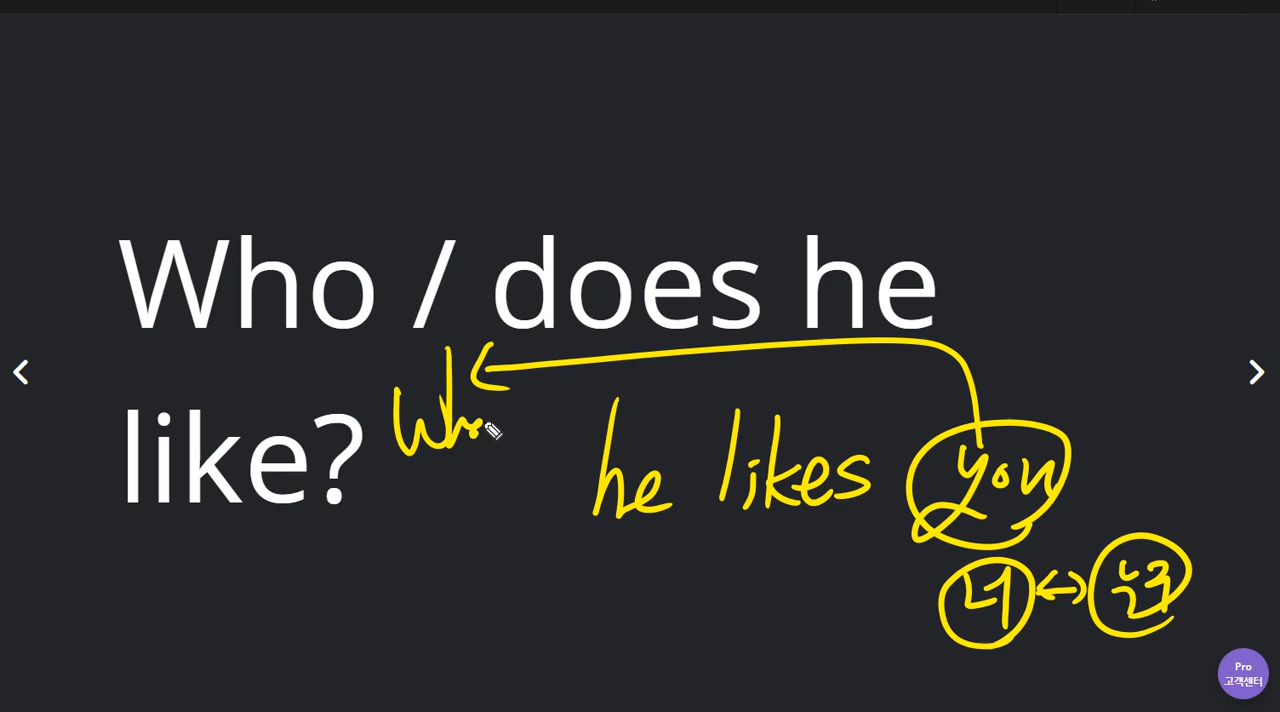 Who / does he
like?
Who
he likes you
너 ↔ 누구
Pro
고객센터